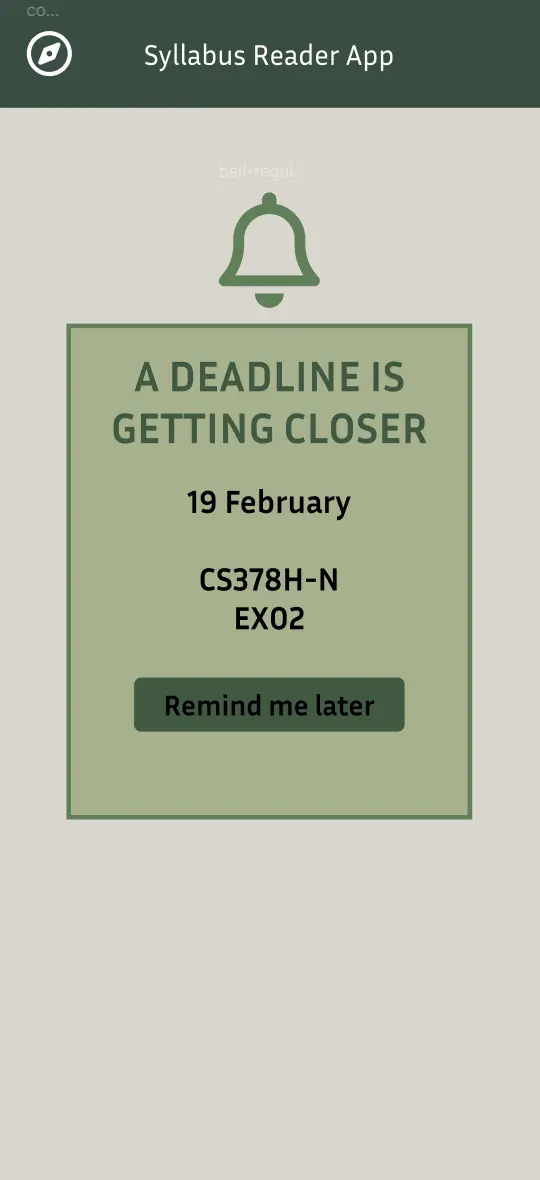 co...
Syllabus Reader App
bell-regul...
A DEADLINE IS
GETTING CLOSER
19 February
CS378H-N
EX02
Remind me later